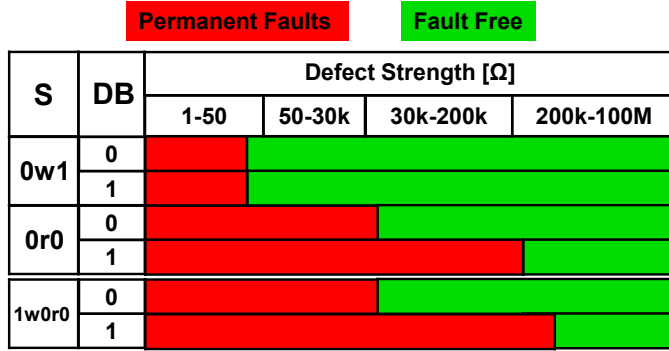 Permanent Faults Fault Free
S DB Defect Strength [Ω]
1-50 50-30k 30k-200k 200k-100M
0w1 0
1
0r0 0
1
1w0r0 0
1